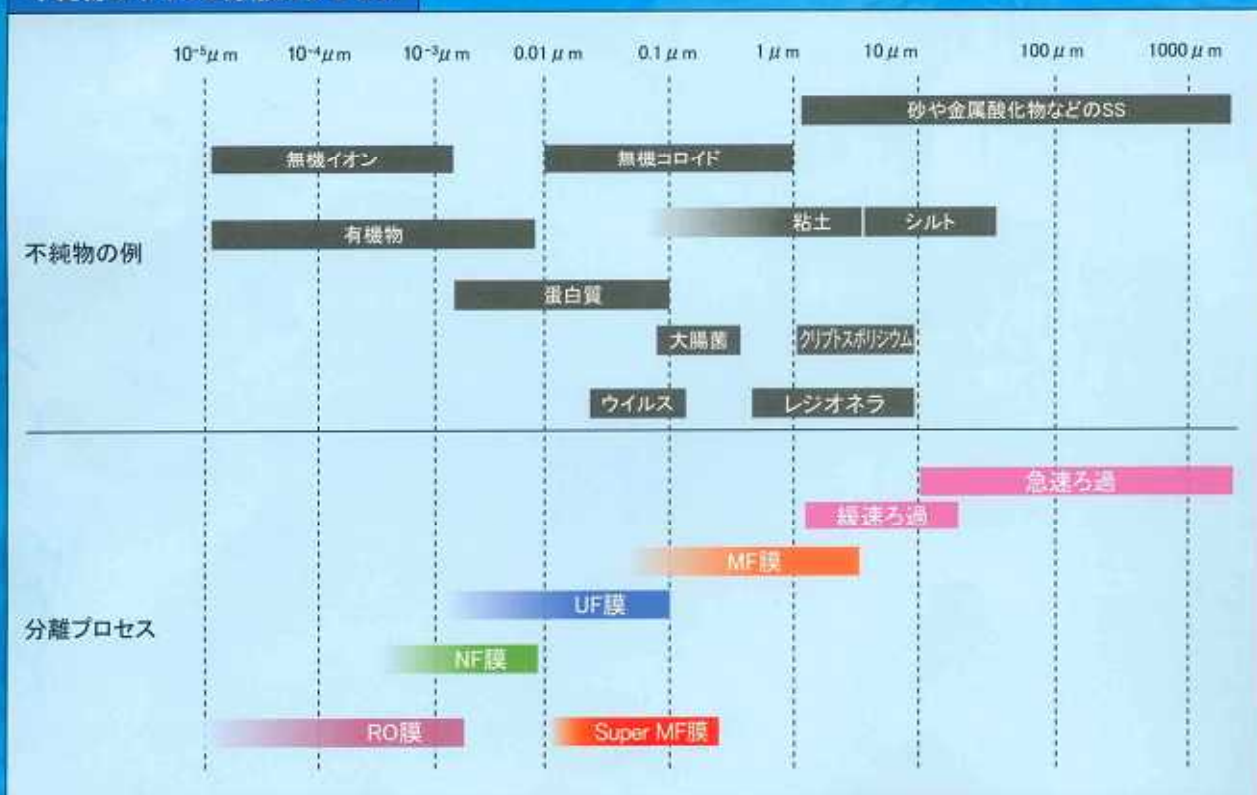 10⁻⁵μm 10⁻⁴μm 10⁻³μm 0.01μm 0.1μm 1μm 10μm 100μm 1000μm
砂や金属酸化物などのSS
無機イオン 無機コロイド
粘土 シルト
有機物
不純物の例
蛋白質
大腸菌 クリプトスポリジウム
ウイルス レジオネラ
急速ろ過
緩速ろ過
MF膜
UF膜
分離プロセス
NF膜
RO膜 Super MF膜